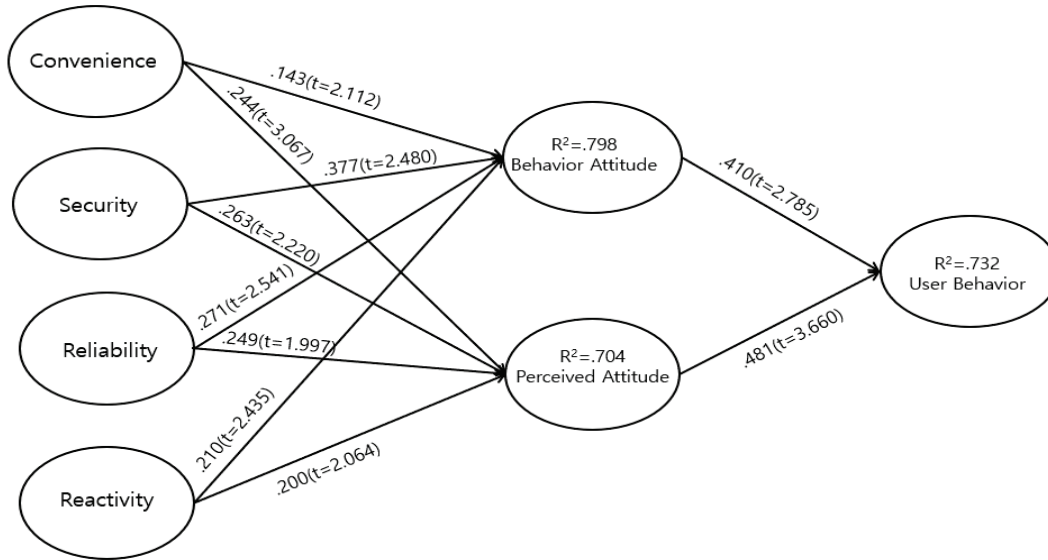 Convenience
.143(t=2.112)
.244(t=3.067)
Security
.377(t=2.480)
.263(t=2.220)
Reliability
.271(t=2.541)
.249(t=1.997)
Reactivity
.210(t=2.435)
.200(t=2.064)
R²=.798
Behavior Attitude
.410(t=2.785)
R²=.704
Perceived Attitude
.481(t=3.660)
R²=.732
User Behavior